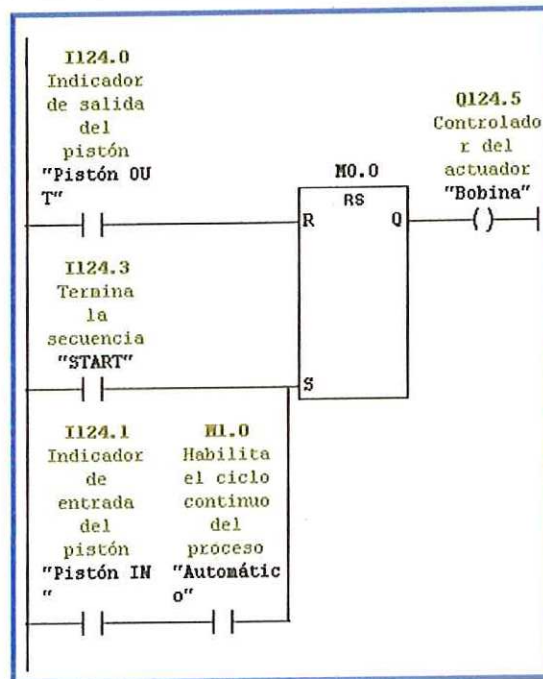 I124.0
Indicador
de salida
del
pistón
"Pistón OU
T"
Q124.5
Controlado
r del
actuador
"Bobina"
M0.0
RS
R
Q
( )
I124.3
Termina
la
secuencia
"START"
S
I124.1
Indicador
de
entrada
del
pistón
"Pistón IN
"
M1.0
Habilita
el ciclo
continuo
del
proceso
"Automátic
o"